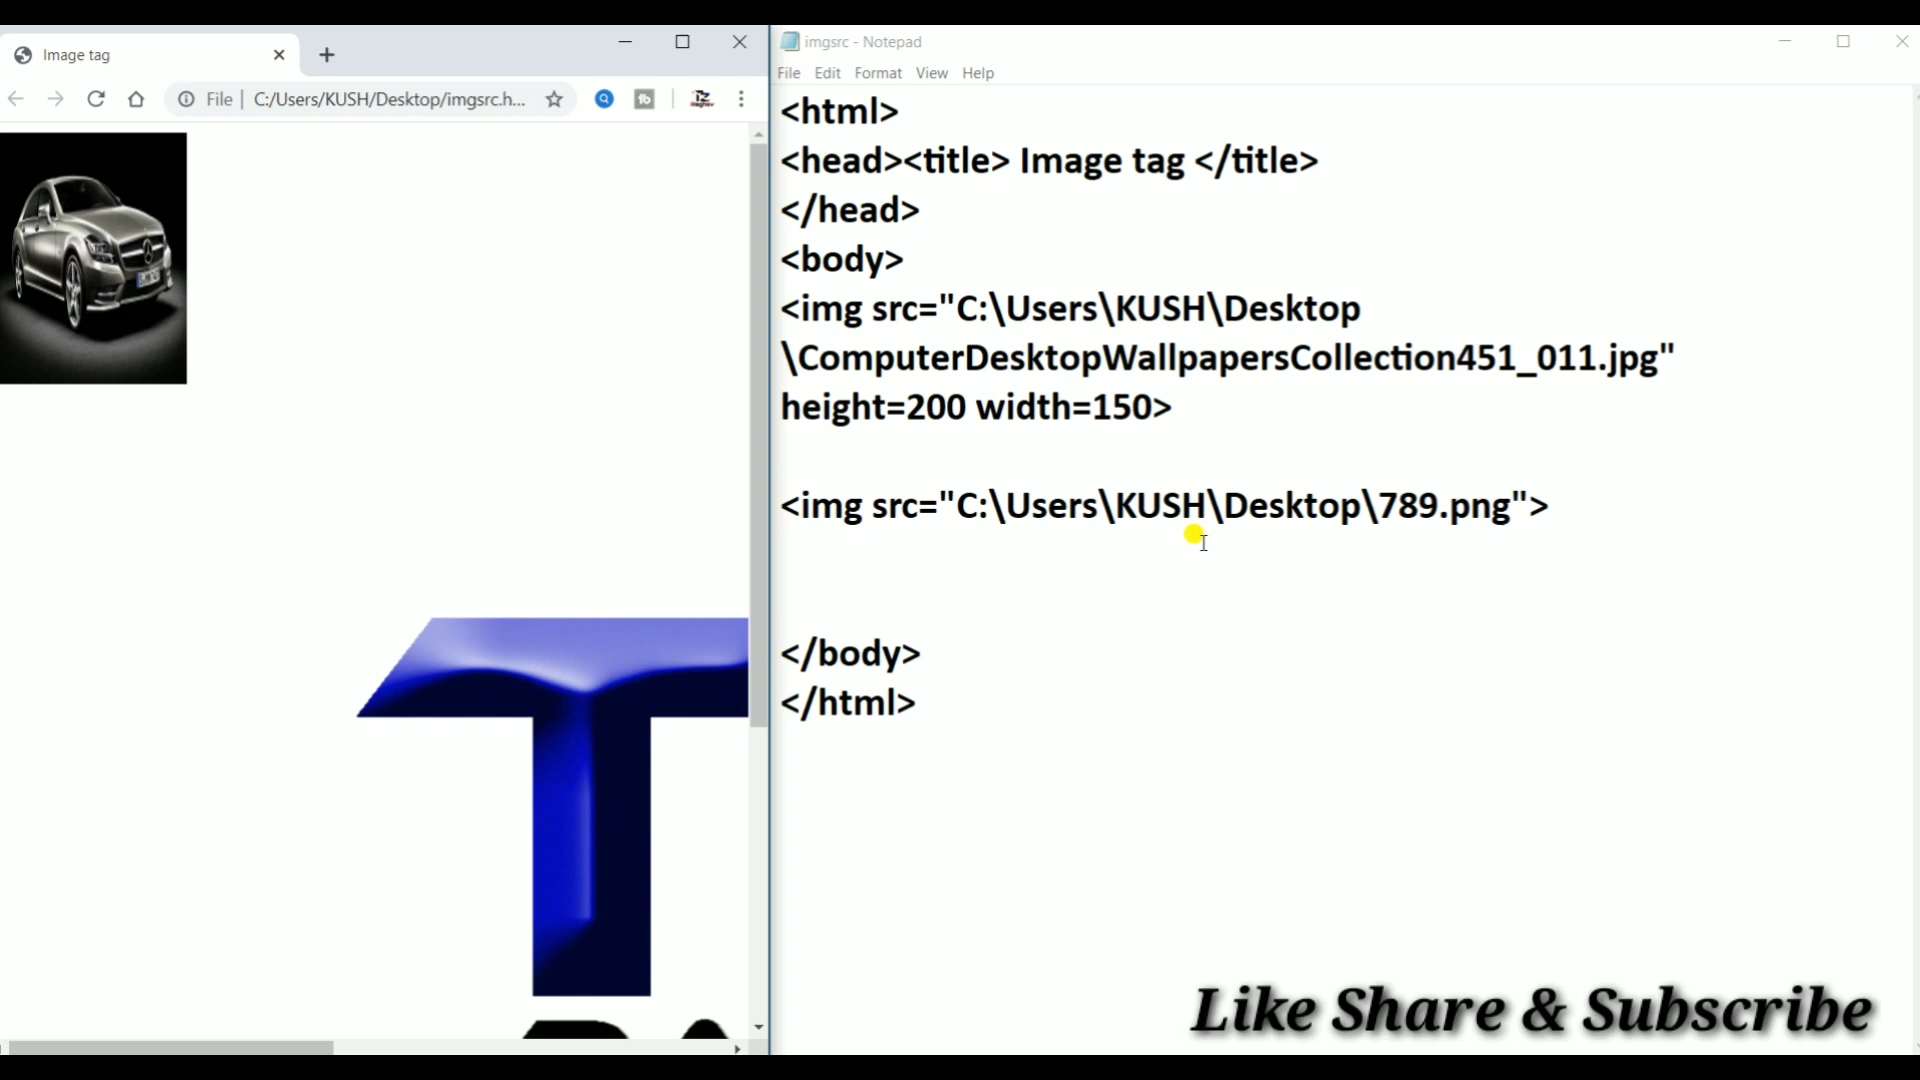 Image tag
File
C:/Users/KUSH/Desktop/imgsrc.h...
imgsrc - Notepad
File Edit Format View Help
<html>
<head><title> Image tag </title>
</head>
<body>
<img src="C:\Users\KUSH\Desktop
\ComputerDesktopWallpapersCollection451_011.jpg"
height=200 width=150>
<img src="C:\Users\KUSH\Desktop\789.png">
</body>
</html>
T
Like Share & Subscribe